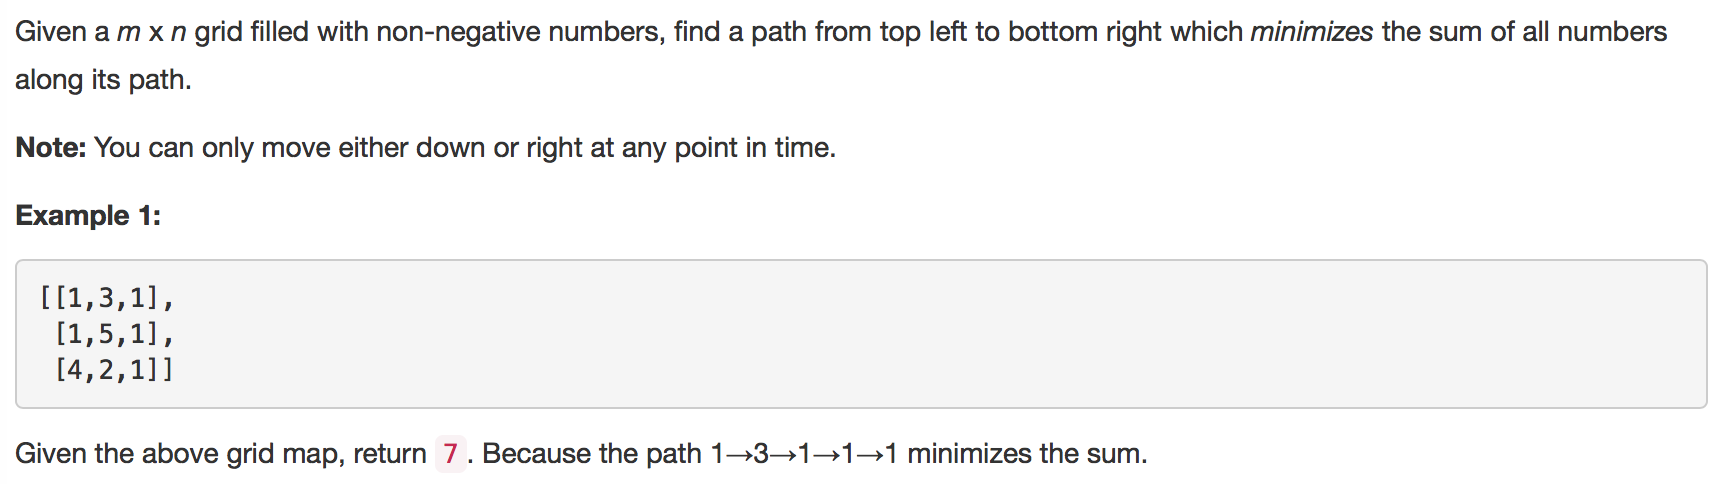 Given a m x n grid filled with non-negative numbers, find a path from top left to bottom right which minimizes the sum of all numbers
along its path.
Note: You can only move either down or right at any point in time.
Example 1:
[[1,3,1],
 [1,5,1],
 [4,2,1]]
Given the above grid map, return 7. Because the path 1→3→1→1→1 minimizes the sum.